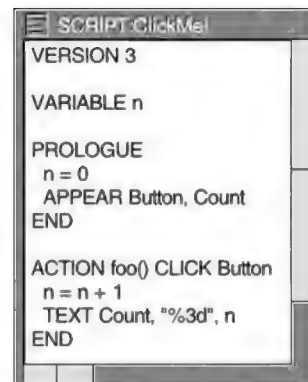 SCRIPT:ClickMe!
VERSION 3
VARIABLE n
PROLOGUE
n = 0
APPEAR Button, Count
END
ACTION foo() CLICK Button
n = n + 1
TEXT Count, "%3d", n
END